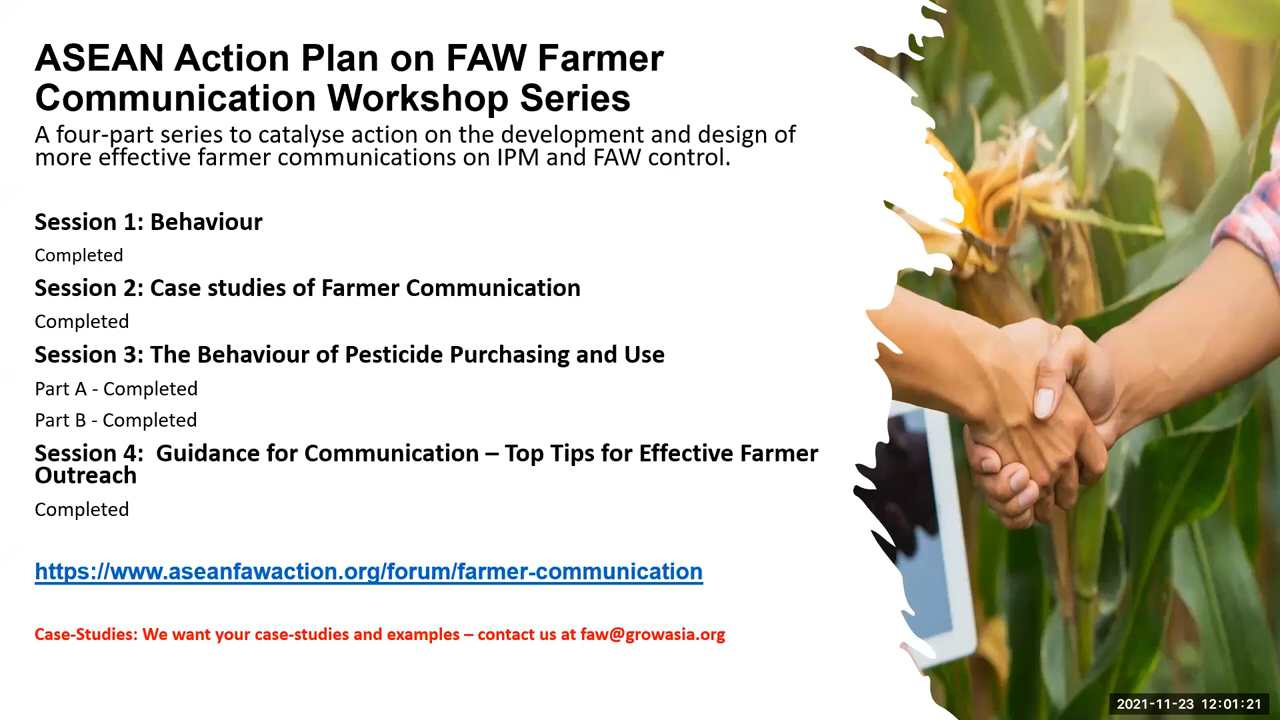 ASEAN Action Plan on FAW Farmer
Communication Workshop Series
A four-part series to catalyse action on the development and design of
more effective farmer communications on IPM and FAW control.
Session 1: Behaviour
Completed
Session 2: Case studies of Farmer Communication
Completed
Session 3: The Behaviour of Pesticide Purchasing and Use
Part A - Completed
Part B - Completed
Session 4:  Guidance for Communication – Top Tips for Effective Farmer
Outreach
Completed
https://www.aseanfawaction.org/forum/farmer-communication
Case-Studies: We want your case-studies and examples – contact us at faw@growasia.org
2021-11-23  12:01:21